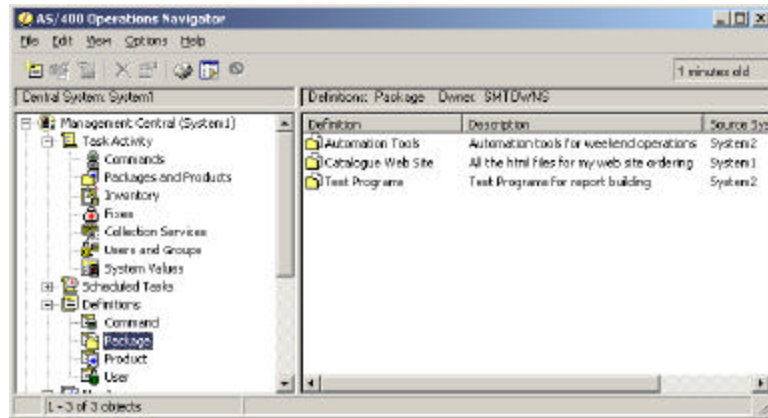 AS/400 Operations Navigator
File Edit View Options Help
1 minutes old
Central System: System1
Definitions: Package Owner: SMTDWNS
Management Central (System1)
Task Activity
Commands
Packages and Products
Inventory
Fixes
Collection Services
Users and Groups
System Values
Scheduled Tasks
Definitions
Command
Package
Product
User
Definition Description Source Sys
Automation Tools Automation tools for weekend operations System2
Catalogue Web Site All the html files for my web site ordering System1
Test Programs Test Programs for report building System2
1 - 3 of 3 objects